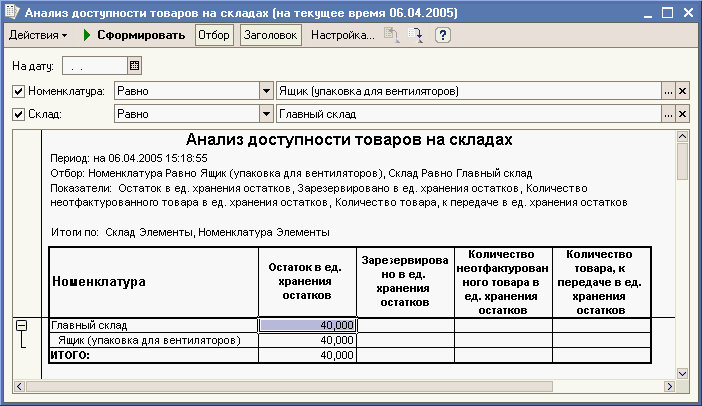 Анализ доступности товаров на складах (на текущее время 06.04.2005)
Действия Сформировать Отбор Заголовок Настройка... ?
На дату: . .
Номенклатура: Равно Ящик (упаковка для вентиляторов) ...
Склад: Равно Главный склад ...
Анализ доступности товаров на складах
Период: на 06.04.2005 15:18:55
Отбор: Номенклатура Равно Ящик (упаковка для вентиляторов), Склад Равно Главный склад
Показатели: Остаток в ед. хранения остатков, Зарезервировано в ед. хранения остатков, Количество
неотфактурованного товара в ед. хранения остатков, Количество товара, к передаче в ед. хранения остатков
Итоги по: Склад Элементы, Номенклатура Элементы
Номенклатура
Остаток в ед.
хранения
остатков
Зарезервирова
но в ед.
хранения
остатков
Количество
неотфактурован
ного товара в
ед. хранения
остатков
Количество
товара, к
передаче в ед.
хранения
остатков
Главный склад 40,000
Ящик (упаковка для вентиляторов) 40,000
ИТОГО: 40,000